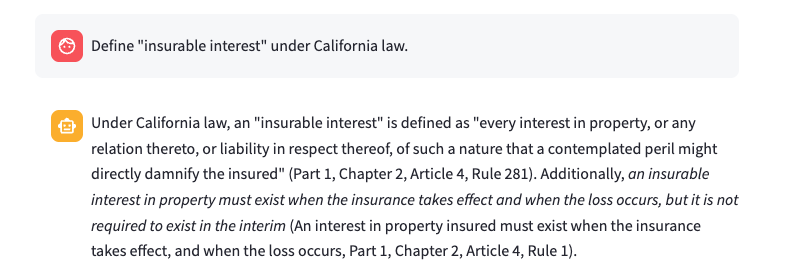 Define "insurable interest" under California law.
Under California law, an "insurable interest" is defined as "every interest in property, or any
relation thereto, or liability in respect thereof, of such a nature that a contemplated peril might
directly damnify the insured" (Part 1, Chapter 2, Article 4, Rule 281). Additionally, an insurable
interest in property must exist when the insurance takes effect and when the loss occurs, but it is not
required to exist in the interim (An interest in property insured must exist when the insurance
takes effect, and when the loss occurs, Part 1, Chapter 2, Article 4, Rule 1).